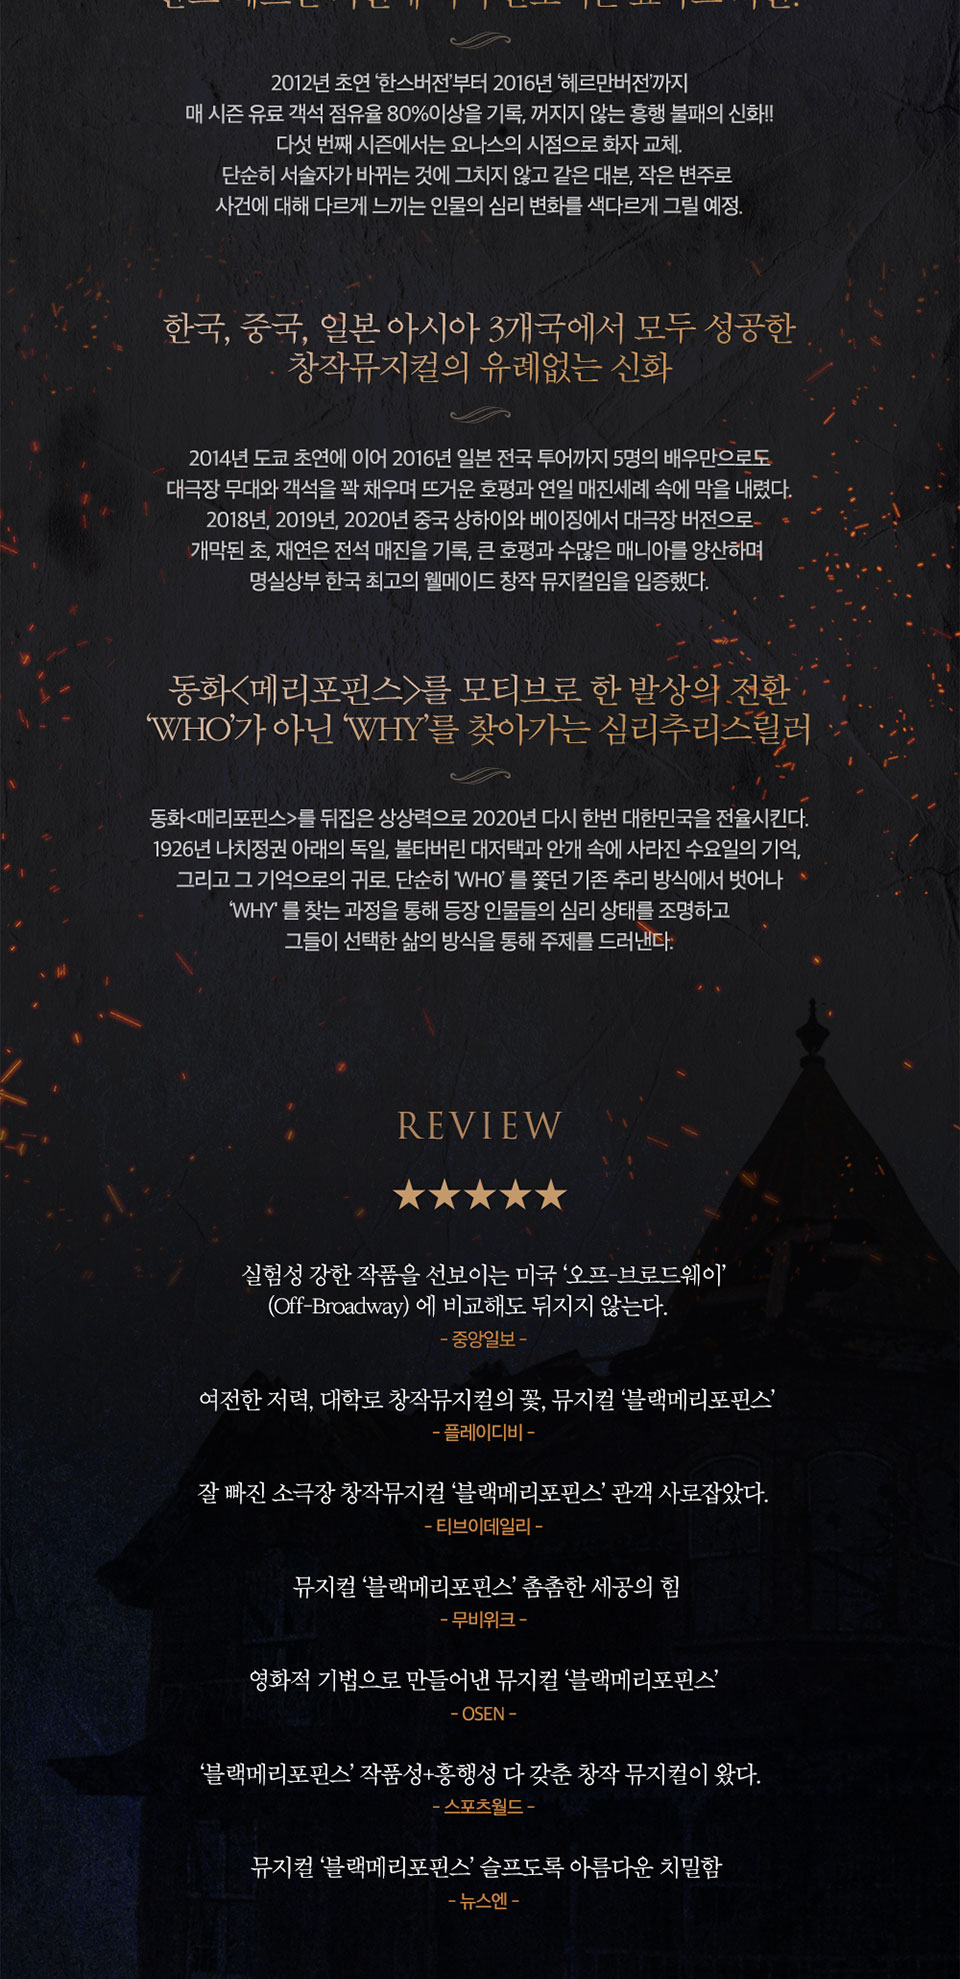 2012년 초연 ‘한스버전’부터 2016년 ‘헤르만버전’까지
매 시즌 유료 객석 점유율 80%이상을 기록, 꺼지지 않는 흥행 불패의 신화!!
다섯 번째 시즌에서는 요나스의 시점으로 화자 교체.
단순히 서술자가 바뀌는 것에 그치지 않고 같은 대본, 작은 변주로
사건에 대해 다르게 느끼는 인물의 심리 변화를 색다르게 그릴 예정.
한국, 중국, 일본 아시아 3개국에서 모두 성공한
창작뮤지컬의 유례없는 신화
2014년 도쿄 초연에 이어 2016년 일본 전국 투어까지 5명의 배우만으로도
대극장 무대와 객석을 꽉 채우며 뜨거운 호평과 연일 매진세례 속에 막을 내렸다.
2018년, 2019년, 2020년 중국 상하이와 베이징에서 대극장 버전으로
개막된 초, 재연은 전석 매진을 기록, 큰 호평과 수많은 매니아를 양산하며
명실상부 한국 최고의 웰메이드 창작 뮤지컬임을 입증했다.
동화<메리포핀스>를 모티브로 한 발상의 전환
‘WHO’가 아닌 ‘WHY’를 찾아가는 심리추리스릴러
동화<메리포핀스>를 뒤집은 상상력으로 2020년 다시 한번 대한민국을 전율시킨다.
1926년 나치정권 아래의 독일, 불타버린 대저택과 안개 속에 사라진 수요일의 기억,
그리고 그 기억으로의 귀로. 단순히 ‘WHO’ 를 쫓던 기존 추리 방식에서 벗어나
‘WHY‘ 를 찾는 과정을 통해 등장 인물들의 심리 상태를 조명하고
그들이 선택한 삶의 방식을 통해 주제를 드러낸다.
REVIEW
★★★★★
실험성 강한 작품을 선보이는 미국 ‘오프-브로드웨이’
(Off-Broadway) 에 비교해도 뒤지지 않는다.
- 중앙일보 -
여전한 저력, 대학로 창작뮤지컬의 꽃, 뮤지컬 ‘블랙메리포핀스’
- 플레이디비 -
잘 빠진 소극장 창작뮤지컬 ‘블랙메리포핀스’ 관객 사로잡았다.
- 티브이데일리 -
뮤지컬 ‘블랙메리포핀스’ 촘촘한 세공의 힘
- 무비위크 -
영화적 기법으로 만들어낸 뮤지컬 ‘블랙메리포핀스’
- OSEN -
‘블랙메리포핀스’ 작품성+흥행성 다 갖춘 창작 뮤지컬이 왔다.
- 스포츠월드 -
뮤지컬 ‘블랙메리포핀스’ 슬프도록 아름다운 치밀함
- 뉴스엔 -